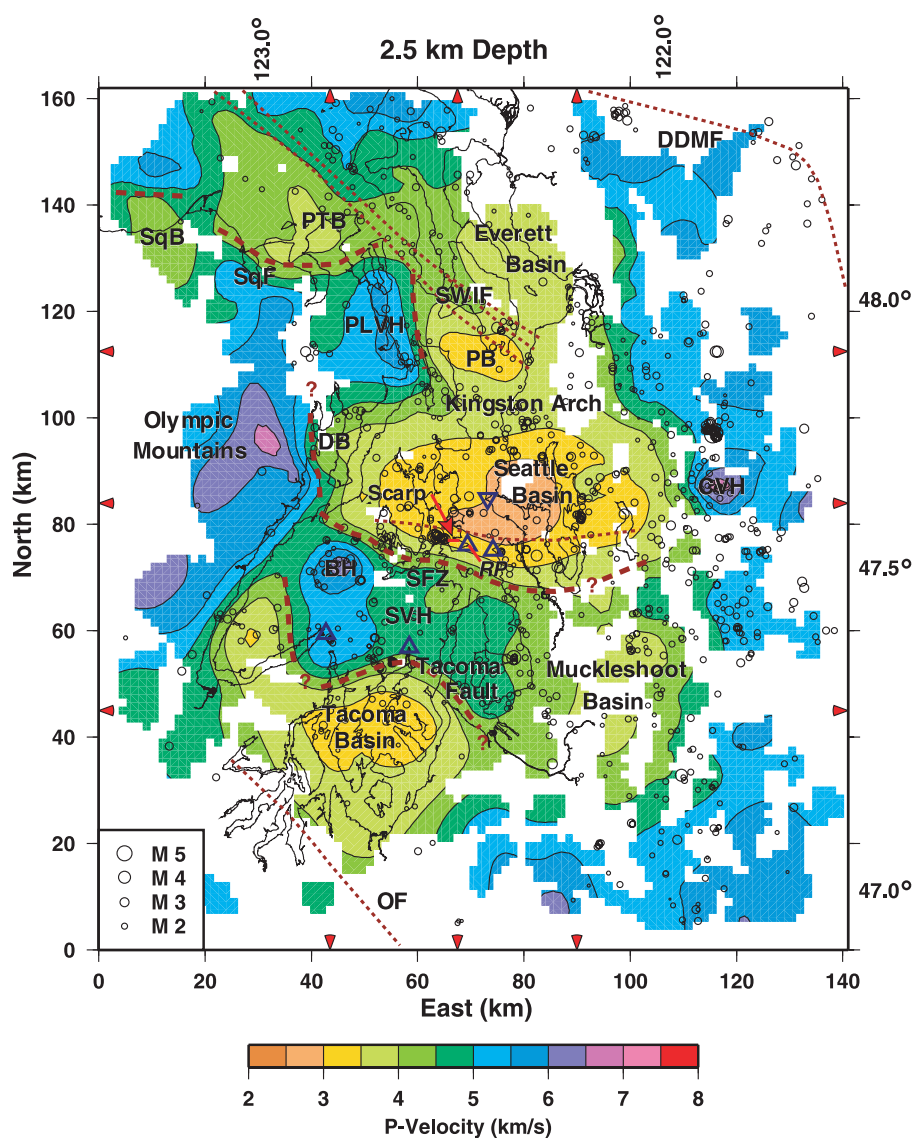 123.0°
2.5 km Depth
122.0°
160
140
120
100
80
60
40
20
0
North (km)
DDMF
PTB
SqB
SqF
Everett
Basin
SWIF
48.0°
PLVH
PB
?
Kingston Arch
Olympic
Mountains
DB
Seattle
Basin
Scarp
CVH
BH
SFZ
RP
?
47.5°
SVH
?
Tacoma
Fault
Muckleshoot
Basin
Tacoma
Basin
?
M 5
M 4
M 3
M 2
OF
47.0°
0 20 40 60 80 100 120 140
East (km)
2 3 4 5 6 7 8
P-Velocity (km/s)